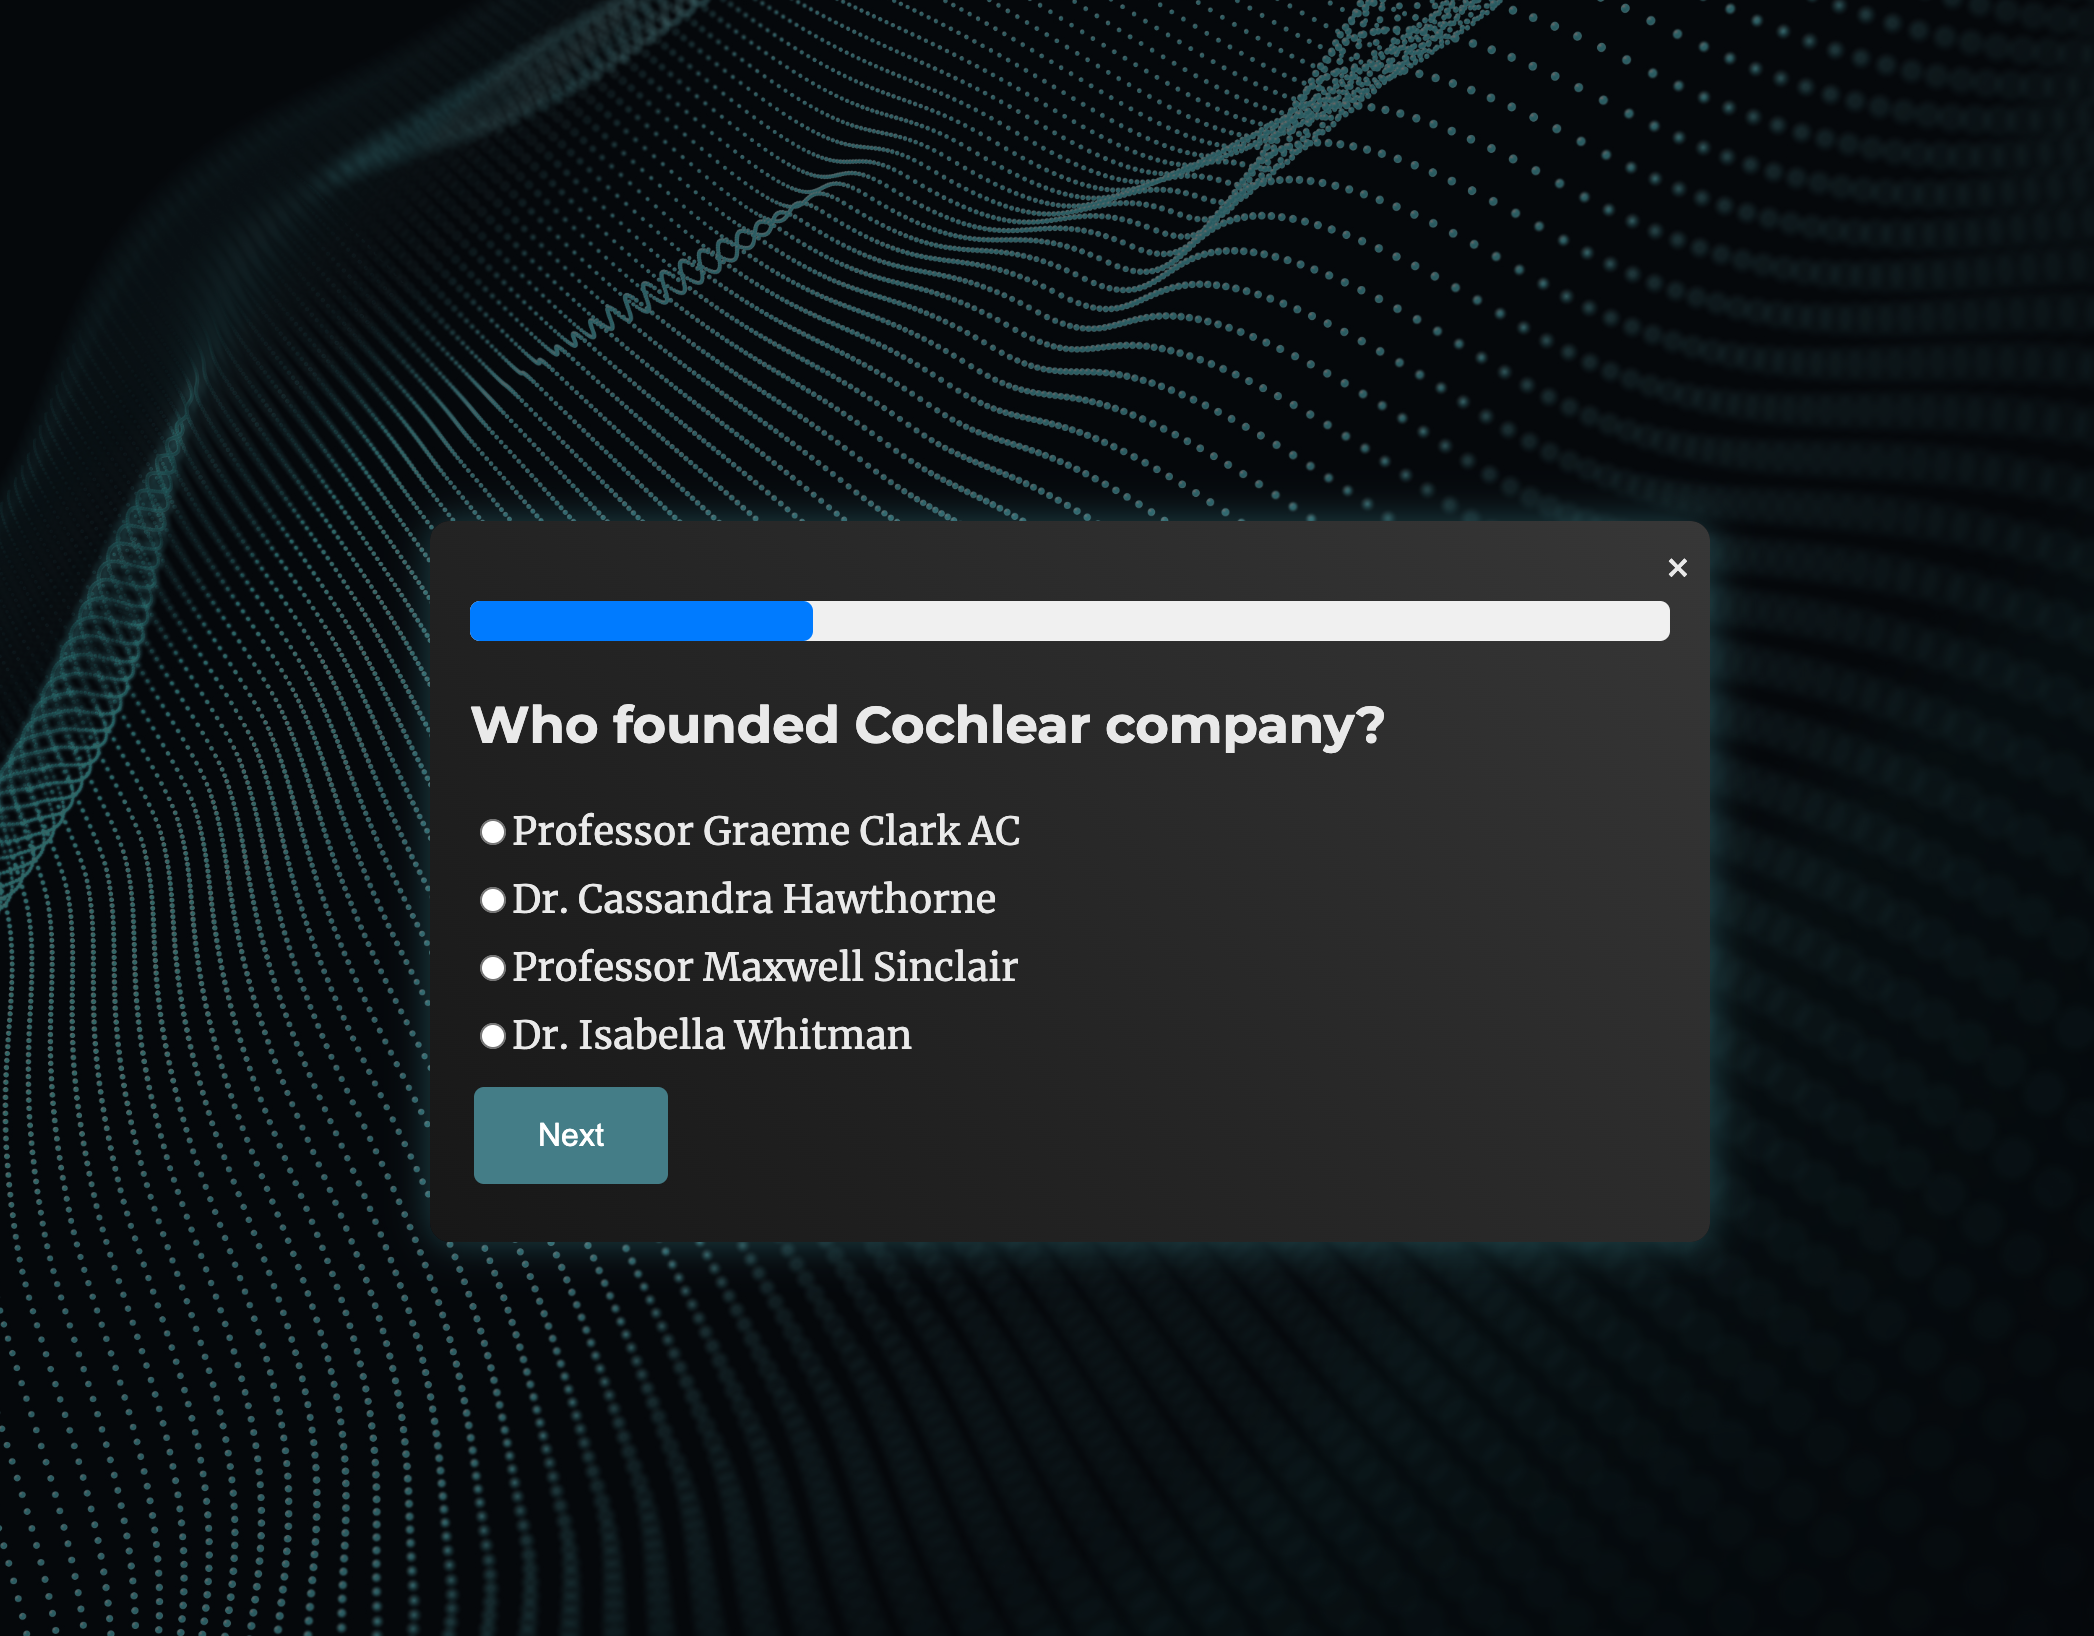 ×
Who founded Cochlear company?
Professor Graeme Clark AC
Dr. Cassandra Hawthorne
Professor Maxwell Sinclair
Dr. Isabella Whitman
Next